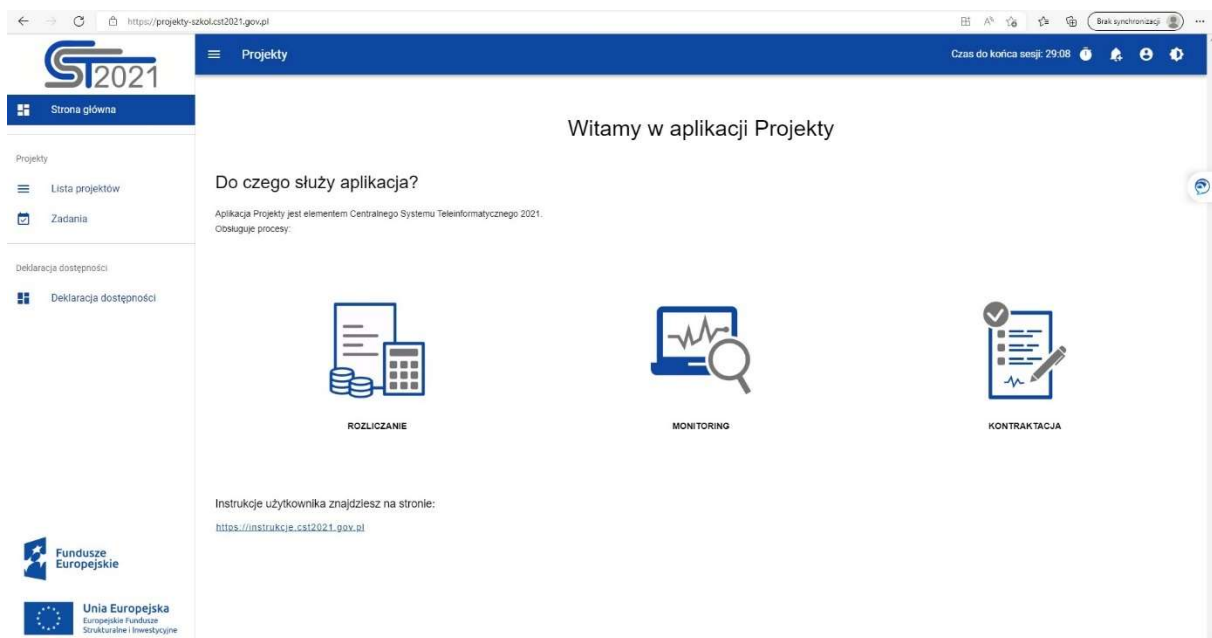 https://projekty-szkol.cst2021.gov.pl
Brak synchronizacji
ST2021
Projekty
Czas do końca sesji: 29:08
Strona główna
Projekty
Lista projektów
Zadania
Deklaracja dostępności
Deklaracja dostępności
Witamy w aplikacji Projekty
Do czego służy aplikacja?
Aplikacja Projekty jest elementem Centralnego Systemu Teleinformatycznego 2021.
Obsługuje procesy:
ROZLICZANIE
MONITORING
KONTRAKTACJA
Instrukcje użytkownika znajdziesz na stronie:
https://instrukcje.cst2021.gov.pl
Fundusze
Europejskie
Unia Europejska
Europejskie Fundusze
Strukturalne i Inwestycyjne